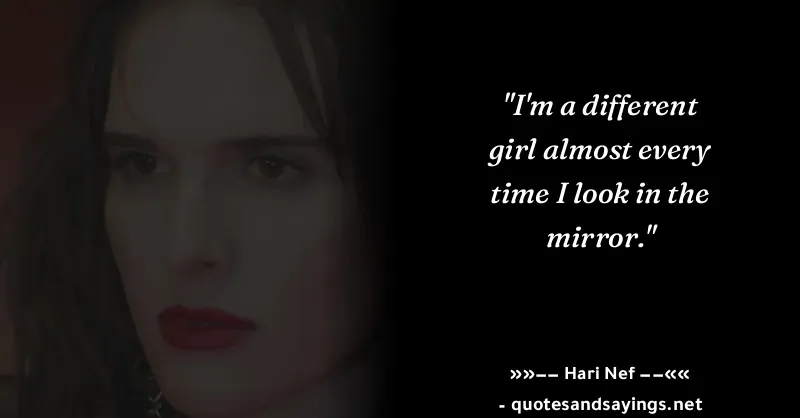 "I'm a different
girl almost every
time I look in the
mirror."
»»–– Hari Nef ––««
- quotesandsayings.net